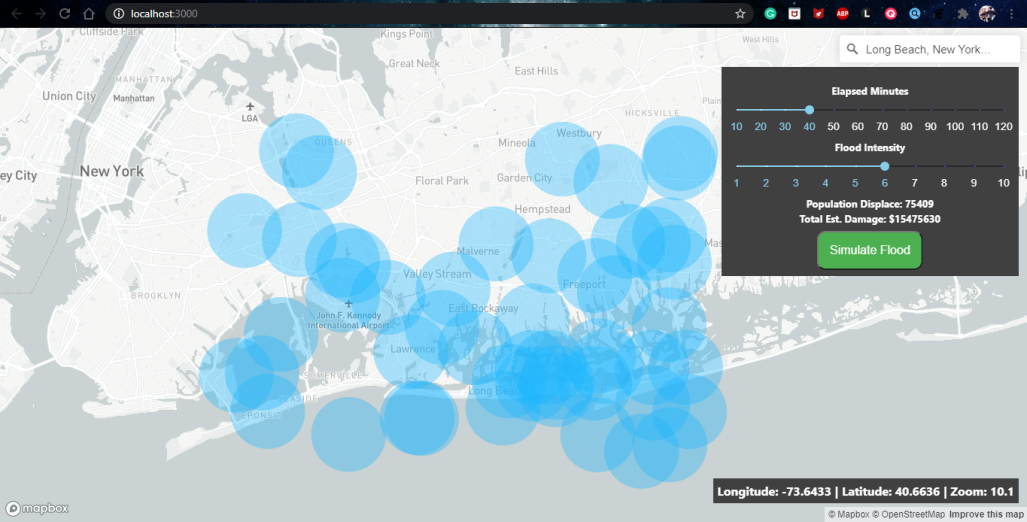 localhost:3000
ABP
L
Cliffside Park
Kings Point
West Hills
Long Beach, New York...
Great Neck
East Hills
MANHATTAN
Union City
Manhattan
LGA
HICKSVILLE
Elapsed Minutes
10 20 30 40 50 60 70 80 90 100 110 120
QUEENS
Westbury
Mineola
Flood Intensity
New York
ey City
Floral Park
Garden City
1 2 3 4 5 6 7 8 9 10
Hempstead
Population Displace: 75409
Total Est. Damage: $15475630
Simulate Flood
Malverne
Valley Stream
Freeport
BROOKLYN
East Rockaway
John F. Kennedy
International Airport
Lawrence
Long Beach
Longitude: -73.6433 | Latitude: 40.6636 | Zoom: 10.1
mapbox
© Mapbox © OpenStreetMap Improve this map